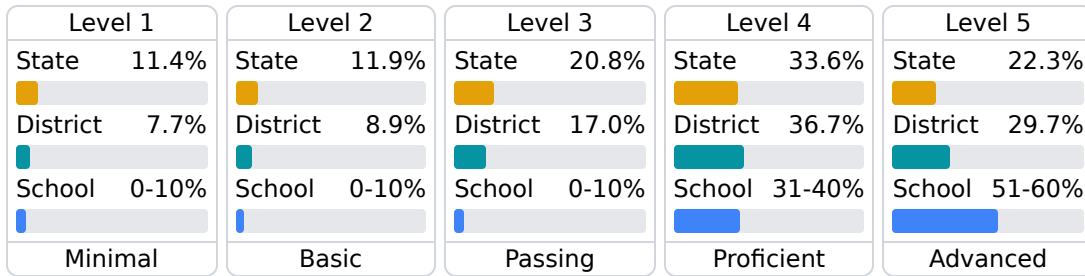 Level 1
State 11.4%
District 7.7%
School 0-10%
Minimal
Level 2
State 11.9%
District 8.9%
School 0-10%
Basic
Level 3
State 20.8%
District 17.0%
School 0-10%
Passing
Level 4
State 33.6%
District 36.7%
School 31-40%
Proficient
Level 5
State 22.3%
District 29.7%
School 51-60%
Advanced